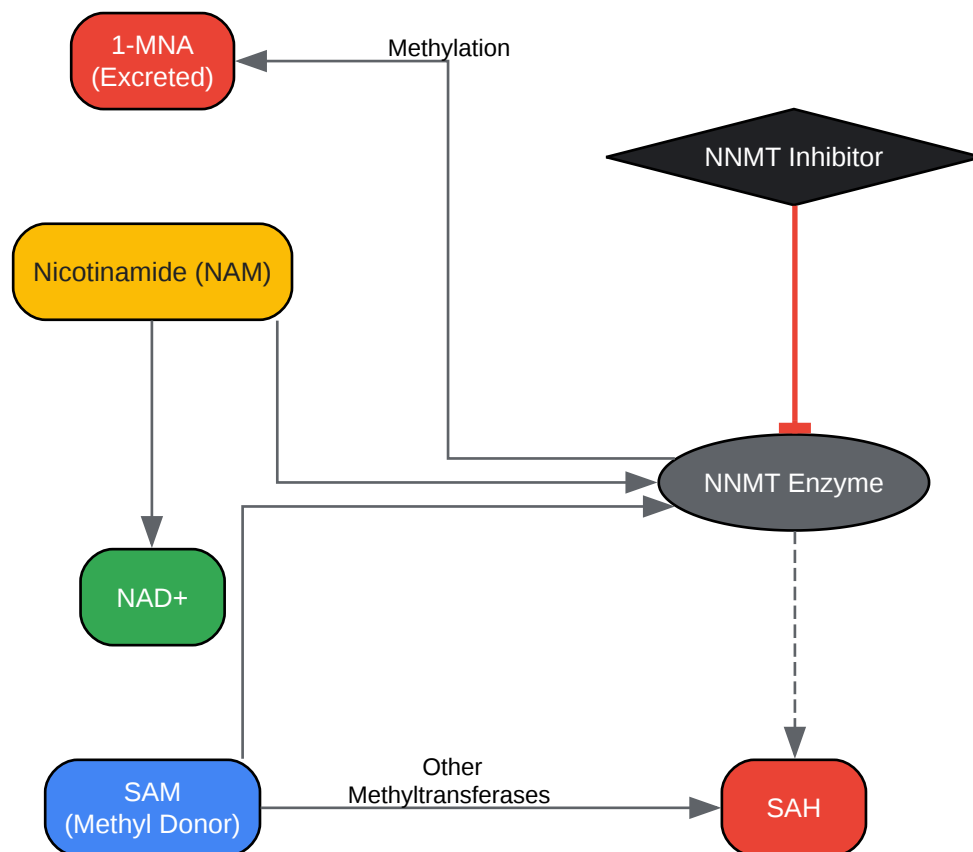 1-MNA
(Excreted)
Methylation
NNMT Inhibitor
Nicotinamide (NAM)
NNMT Enzyme
NAD+
SAM
(Methyl Donor)
Other
Methyltransferases
SAH